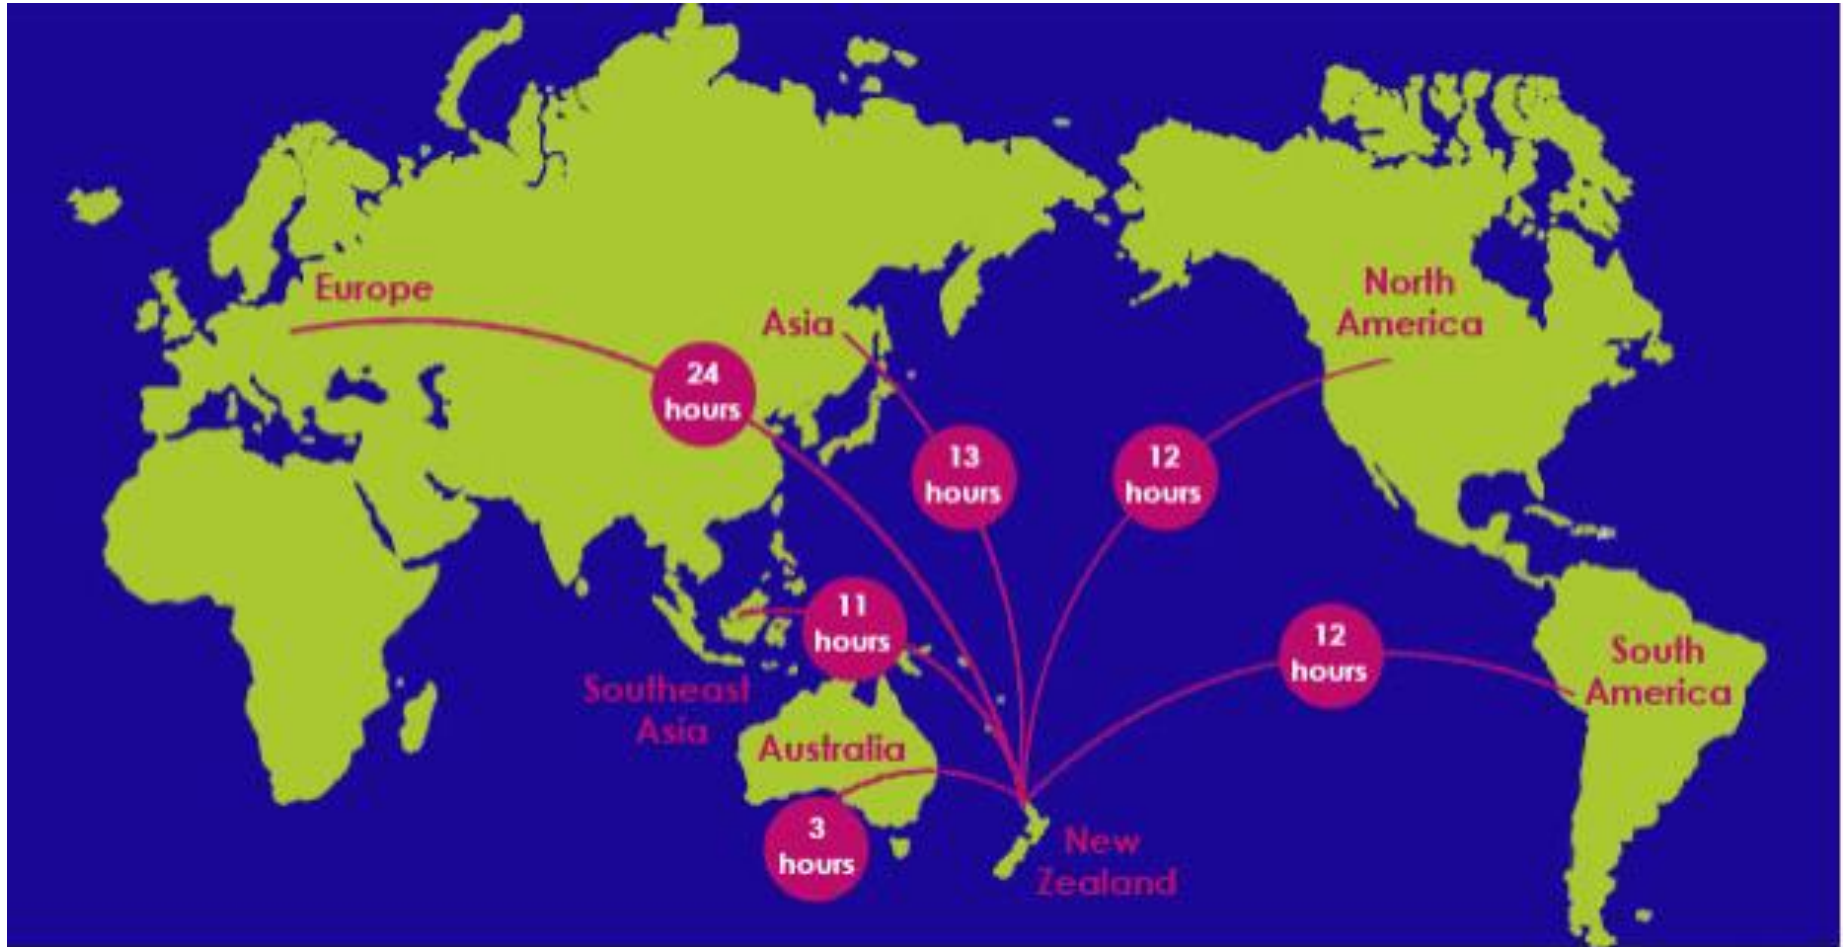 Europe
Asia
North
America
24
hours
13
hours
12
hours
11
hours
12
hours
Southeast
Asia
South
America
Australia
3
hours
New
Zealand